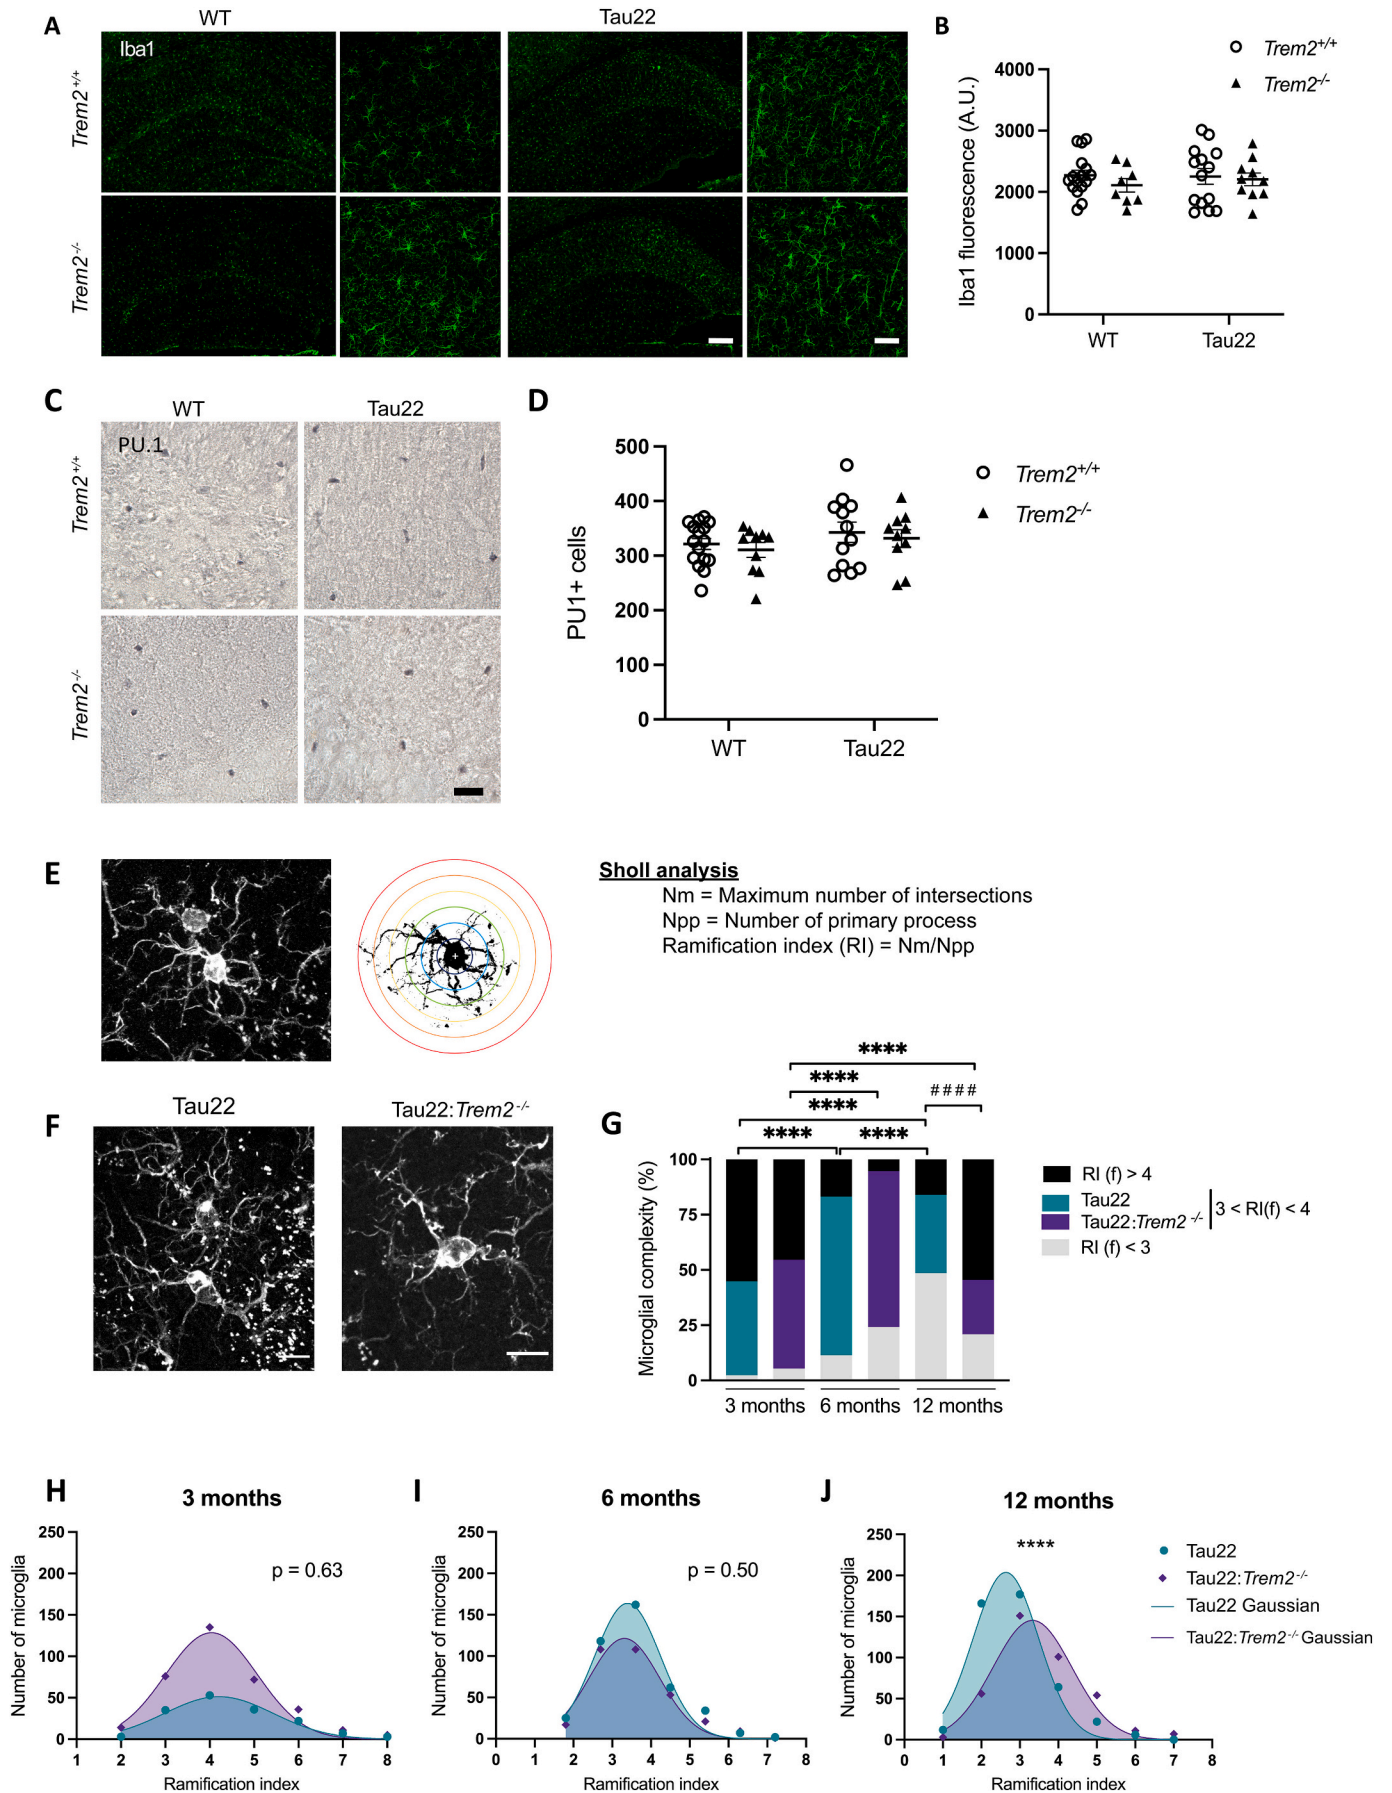 A
WT
Tau22
Iba1
Trem2+/+
Trem2-/-
B
Trem2+/+
Trem2-/-
Iba1 fluorescence (A.U.)
4000
3000
2000
1000
0
WT
Tau22
C
WT
Tau22
PU.1
Trem2+/+
Trem2-/-
D
PU1+ cells
500
400
300
200
100
0
WT
Tau22
Trem2+/+
Trem2-/-
E
Sholl analysis
Nm = Maximum number of intersections
Npp = Number of primary process
Ramification index (RI) = Nm/Npp
F
Tau22
Tau22:Trem2 -/-
G
****
****
####
****
****
****
Microglial complexity (%)
100
75
50
25
0
3 months
6 months
12 months
RI (f) > 4
Tau22
Tau22:Trem2 -/-
3 < RI(f) < 4
RI (f) < 3
H
3 months
p = 0.63
Number of microglia
250
200
150
100
50
0
1 2 3 4 5 6 7 8
Ramification index
I
6 months
p = 0.50
Number of microglia
250
200
150
100
50
0
0 1 2 3 4 5 6 7 8
Ramification index
J
12 months
****
Number of microglia
250
200
150
100
50
0
0 1 2 3 4 5 6 7 8
Ramification index
Tau22
Tau22:Trem2-/-
Tau22 Gaussian
Tau22:Trem2-/- Gaussian